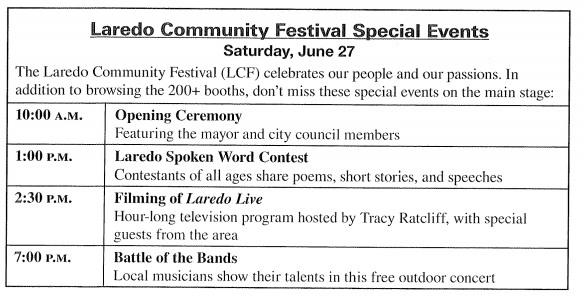 Laredo Community Festival Special Events
Saturday, June 27
The Laredo Community Festival (LCF) celebrates our people and our passions. In
addition to browsing the 200+ booths, don't miss these special events on the main stage:
10:00 A.M. Opening Ceremony
Featuring the mayor and city council members
1:00 P.M. Laredo Spoken Word Contest
Contestants of all ages share poems, short stories, and speeches
2:30 P.M. Filming of Laredo Live
Hour-long television program hosted by Tracy Ratcliff, with special
guests from the area
7:00 P.M. Battle of the Bands
Local musicians show their talents in this free outdoor concert